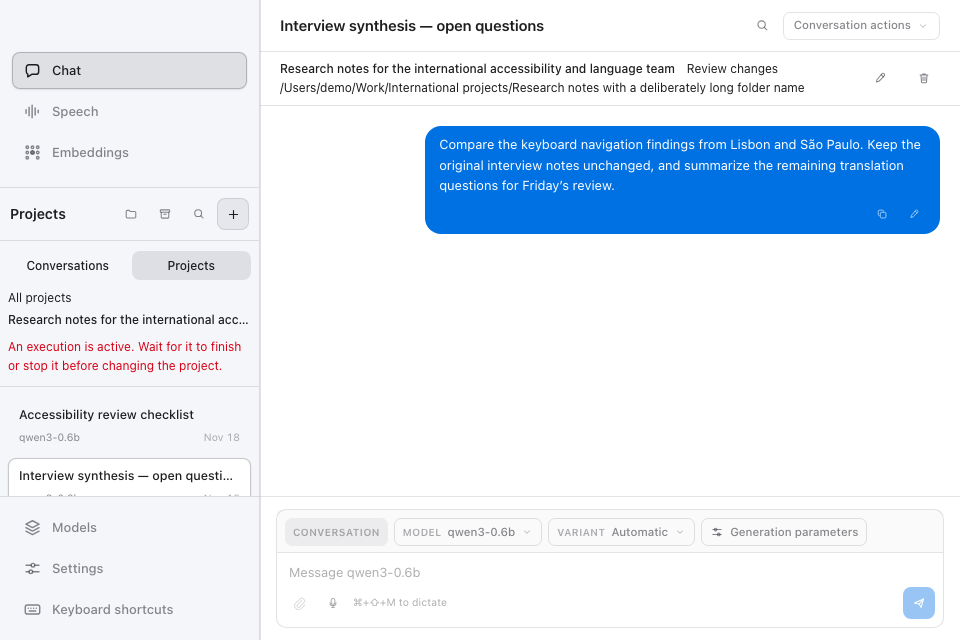 Chat
Speech
Embeddings
Projects
Conversations
Projects
All projects
Research notes for the international acc...
An execution is active. Wait for it to finish
or stop it before changing the project.
Accessibility review checklist
qwen3-0.6b
Nov 18
Interview synthesis — open questi...
Models
Settings
Keyboard shortcuts
Interview synthesis — open questions
Conversation actions
Research notes for the international accessibility and language team Review changes
/Users/demo/Work/International projects/Research notes with a deliberately long folder name
Compare the keyboard navigation findings from Lisbon and São Paulo. Keep the
original interview notes unchanged, and summarize the remaining translation
questions for Friday’s review.
CONVERSATION
MODEL qwen3-0.6b
VARIANT Automatic
Generation parameters
Message qwen3-0.6b
⌘+⇧+M to dictate